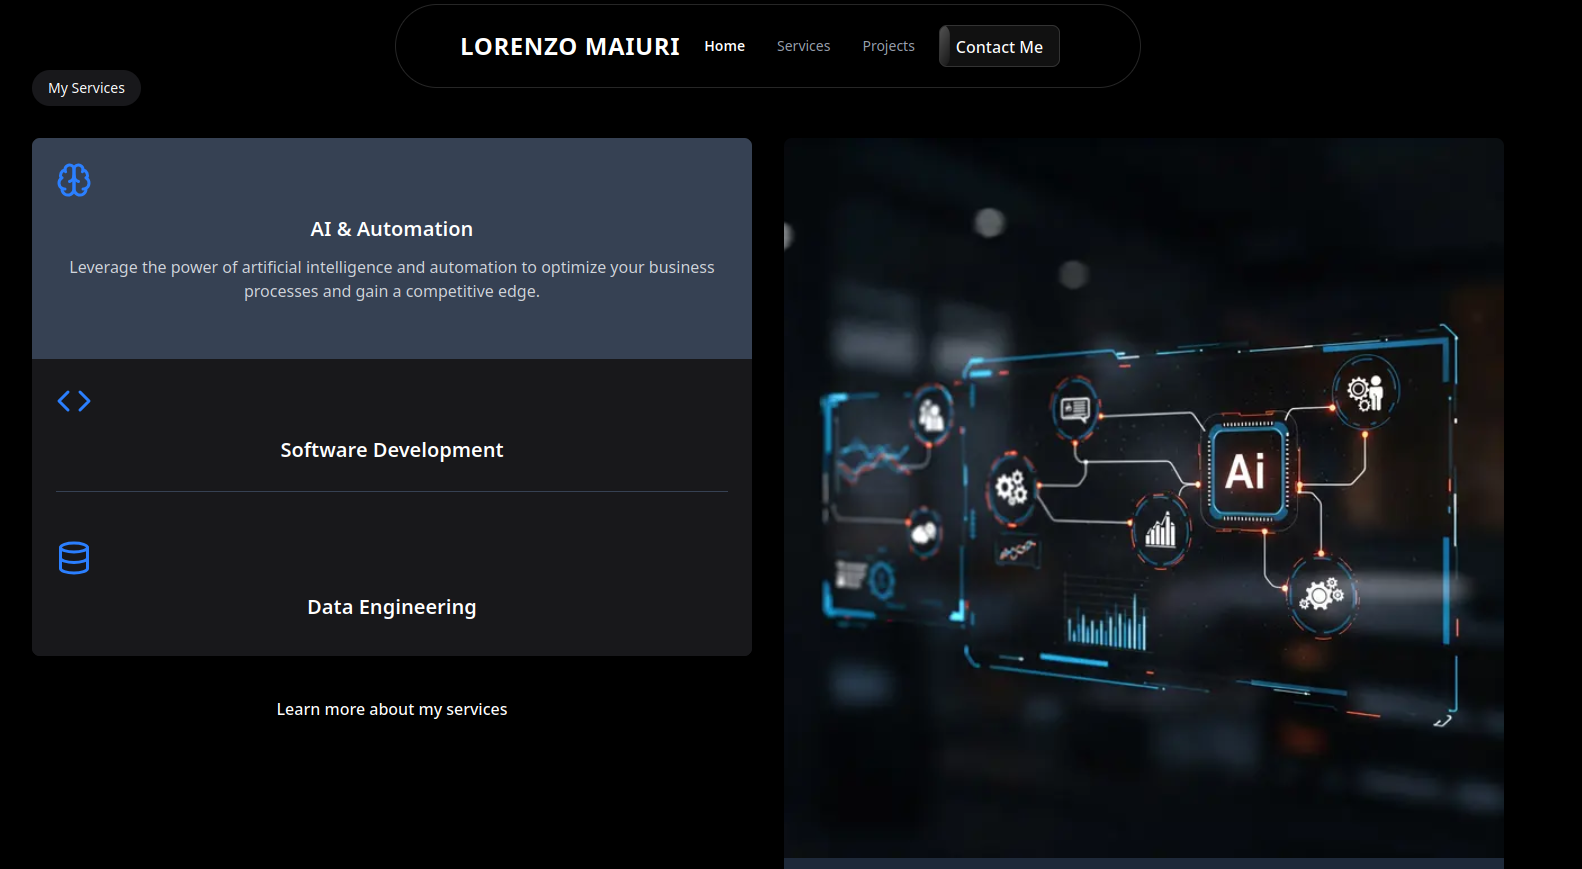 LORENZO MAIURI Home Services Projects Contact Me
My Services
AI & Automation
Leverage the power of artificial intelligence and automation to optimize your business
processes and gain a competitive edge.
Software Development
Data Engineering
Learn more about my services
Ai